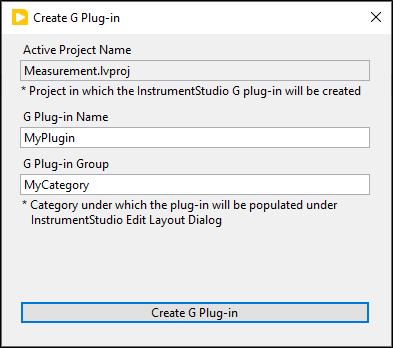 Create G Plug-in
Active Project Name
Measurement.lvproj
* Project in which the InstrumentStudio G plug-in will be created
G Plug-in Name
MyPlugin
G Plug-in Group
MyCategory
* Category under which the plug-in will be populated under
InstrumentStudio Edit Layout Dialog
Create G Plug-in